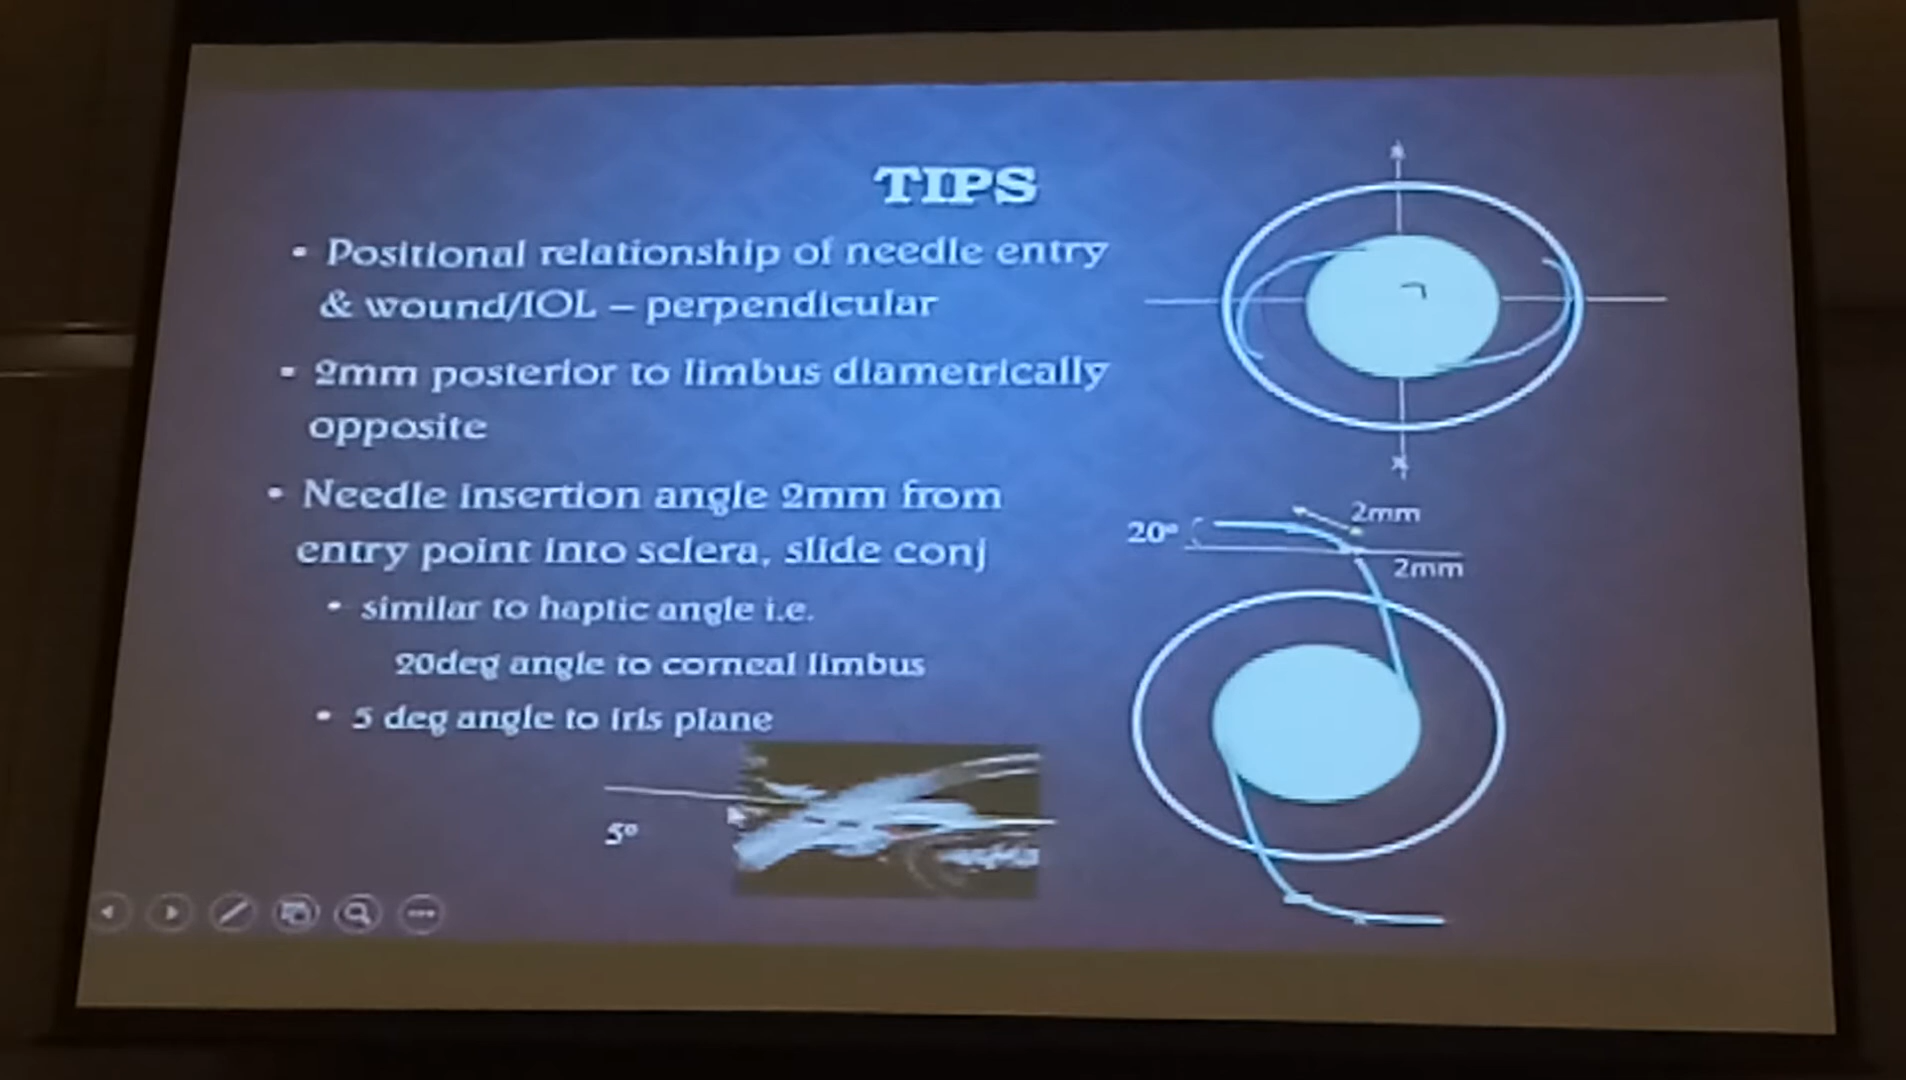 TIPS
• Positional relationship of needle entry
& wound/IOL – perpendicular
• 2mm posterior to limbus diametrically
opposite
• Needle insertion angle 2mm from
entry point into sclera, slide conj
• similar to haptic angle i.e.
20deg angle to corneal limbus
• 5 deg angle to iris plane
20°
2mm
2mm
5°